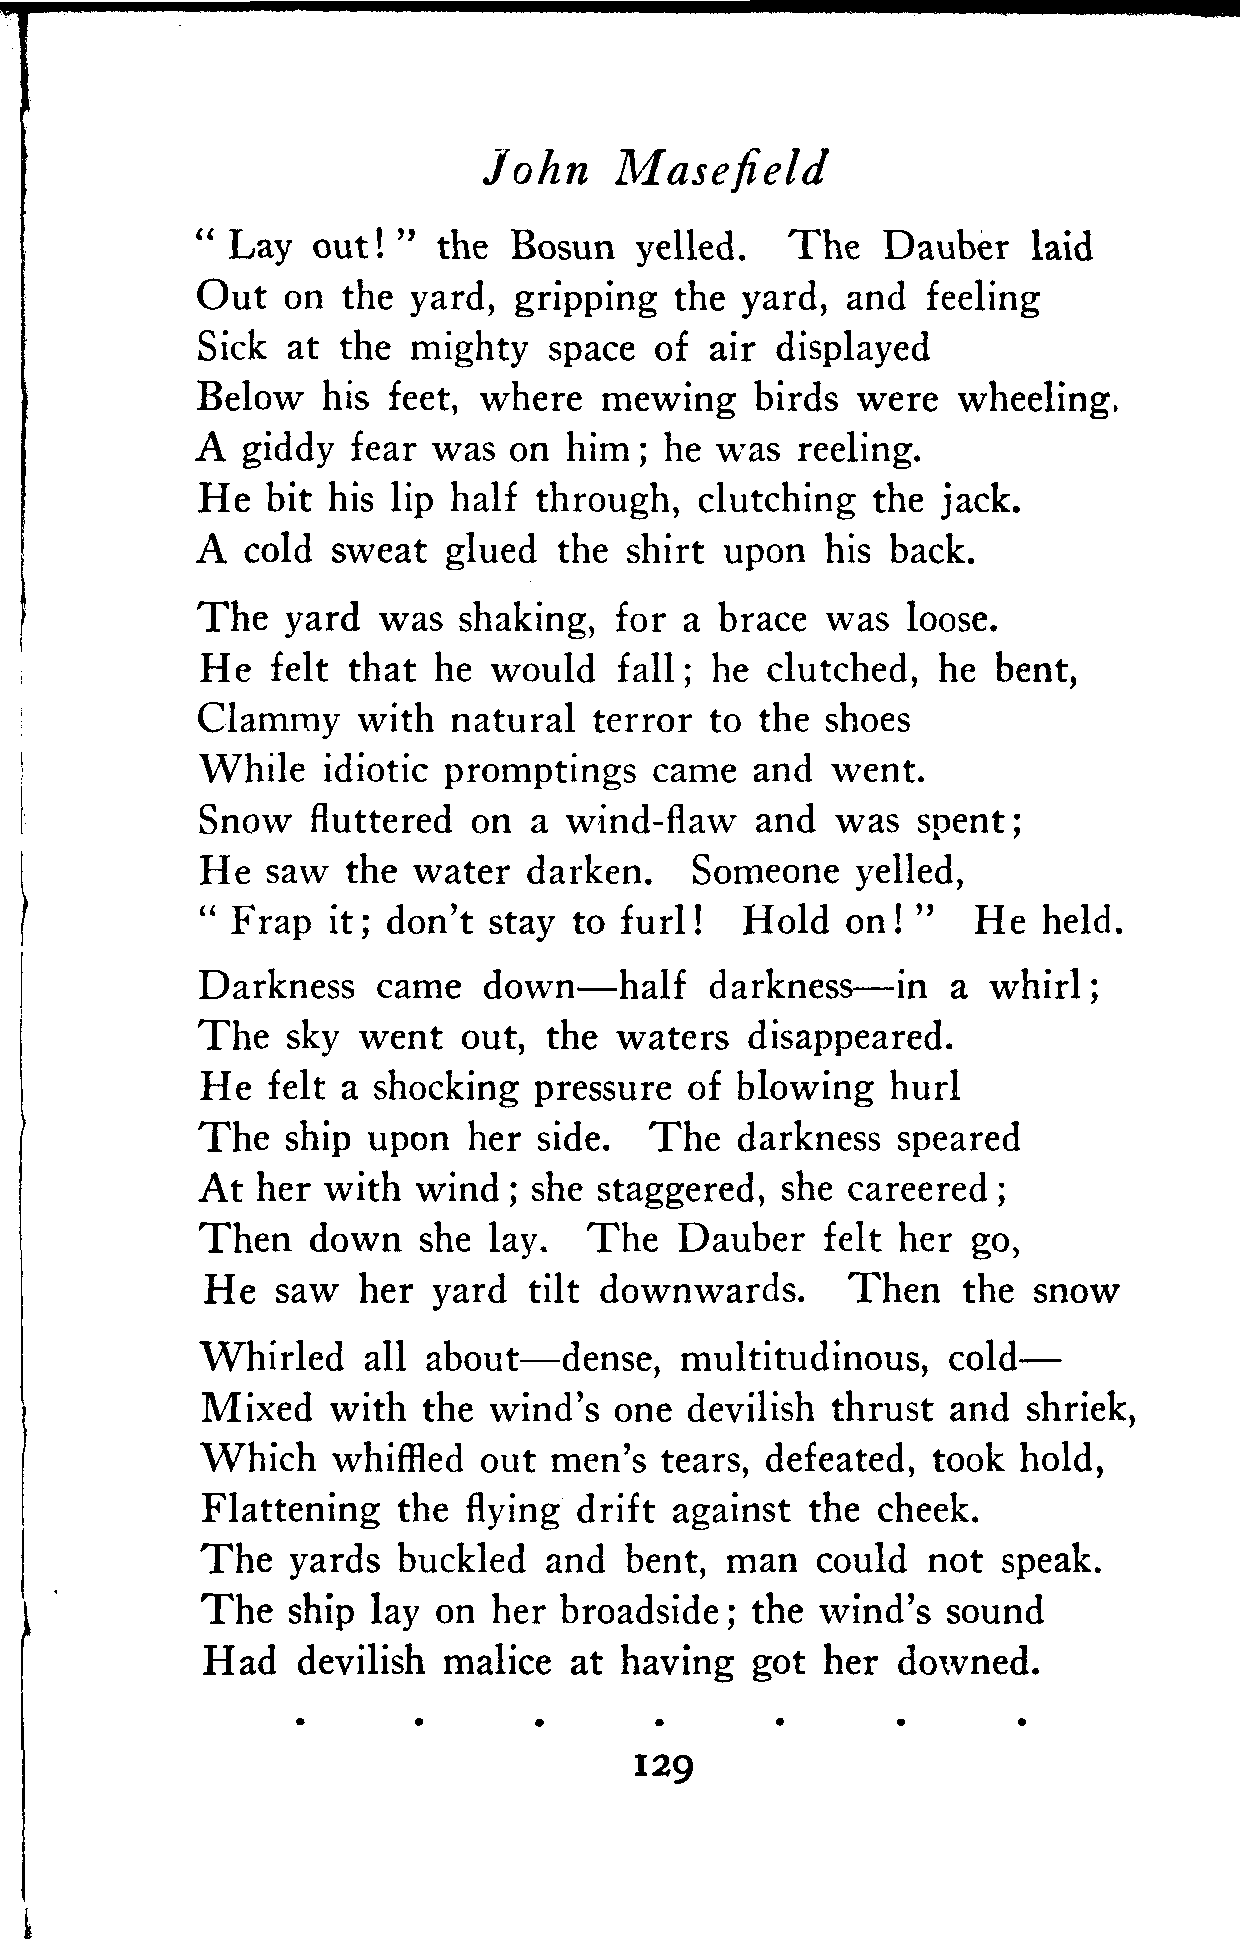 John Masefield
“ Lay out! ” the Bosun yelled. The Dauber laid
Out on the yard, gripping the yard, and feeling
Sick at the mighty space of air displayed
Below his feet, where mewing birds were wheeling.
A giddy fear was on him; he was reeling.
He bit his lip half through, clutching the jack.
A cold sweat glued the shirt upon his back.
The yard was shaking, for a brace was loose.
He felt that he would fall; he clutched, he bent,
Clammy with natural terror to the shoes
While idiotic promptings came and went.
Snow fluttered on a wind-flaw and was spent;
He saw the water darken. Someone yelled,
“ Frap it; don't stay to furl! Hold on! ” He held.
Darkness came down—half darkness—in a whirl;
The sky went out, the waters disappeared.
He felt a shocking pressure of blowing hurl
The ship upon her side. The darkness speared
At her with wind; she staggered, she careered;
Then down she lay. The Dauber felt her go,
He saw her yard tilt downwards. Then the snow
Whirled all about—dense, multitudinous, cold—
Mixed with the wind's one devilish thrust and shriek,
Which whiffled out men's tears, defeated, took hold,
Flattening the flying drift against the cheek.
The yards buckled and bent, man could not speak.
The ship lay on her broadside; the wind's sound
Had devilish malice at having got her downed.
. . . . . . .
129